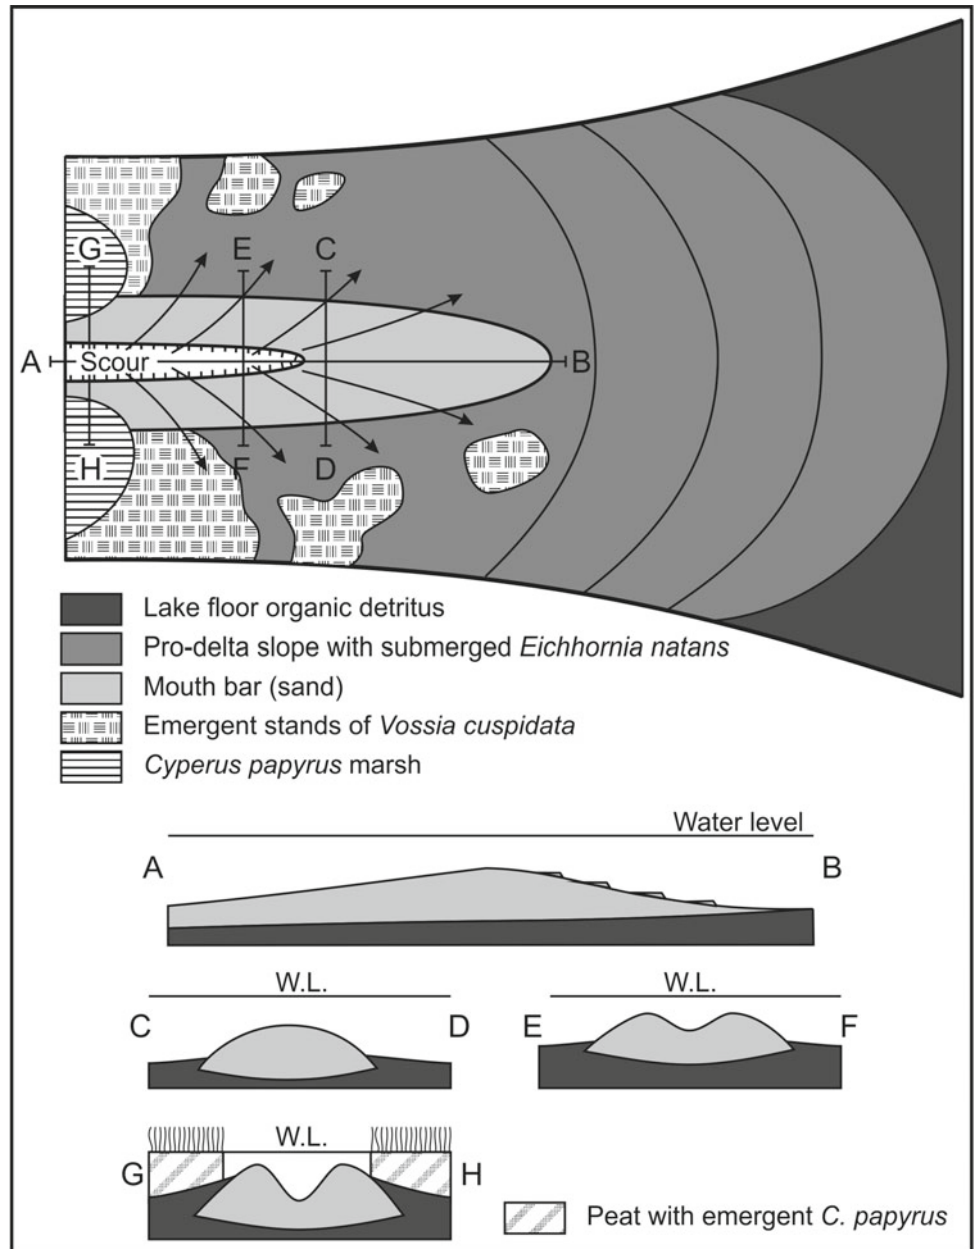 G
E
C
A
Scour
B
H
F
D
Lake floor organic detritus
Pro-delta slope with submerged Eichhornia natans
Mouth bar (sand)
Emergent stands of Vossia cuspidata
Cyperus papyrus marsh
Water level
A
B
W.L.
C
D
W.L.
E
F
W.L.
G
H
Peat with emergent C. papyrus